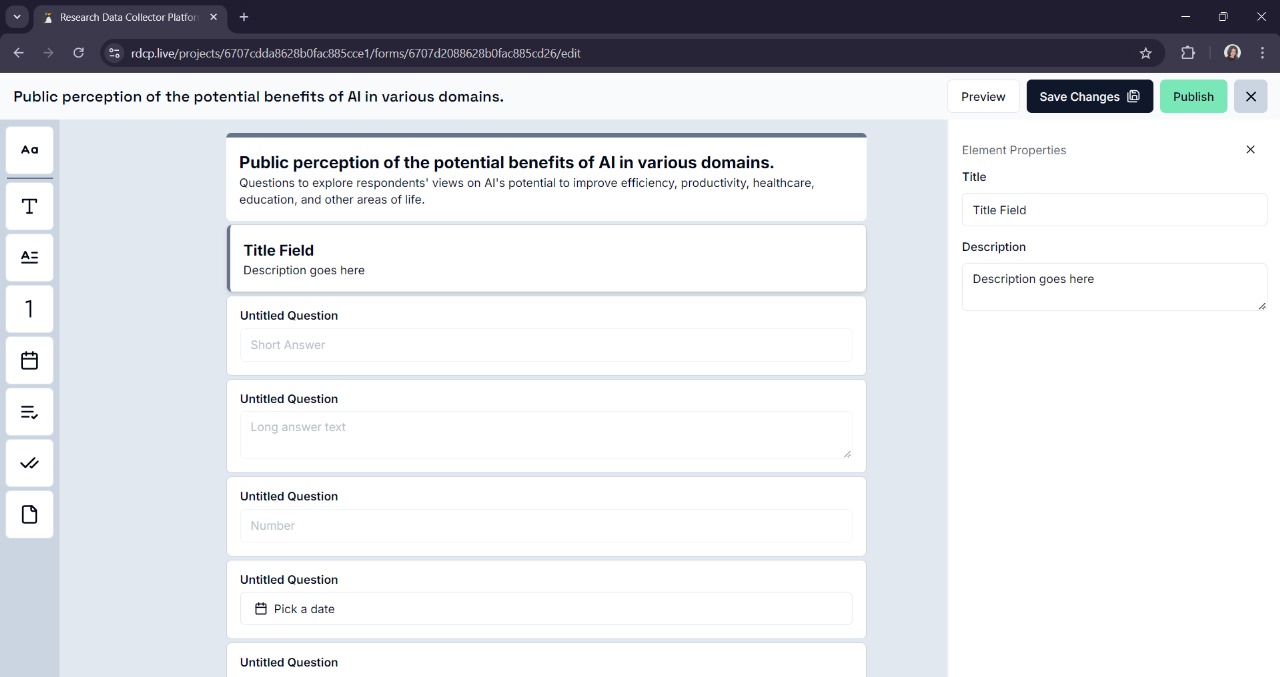 Research Data Collector Platfor
rdcp.live/projects/6707cdda8628b0fac885cce1/forms/6707d2088628b0fac885cd26/edit
Public perception of the potential benefits of AI in various domains.
Preview
Save Changes
Publish
Aa
T
A
1
Public perception of the potential benefits of AI in various domains.
Questions to explore respondents' views on AI's potential to improve efficiency, productivity, healthcare,
education, and other areas of life.
Title Field
Description goes here
Untitled Question
Short Answer
Untitled Question
Long answer text
Untitled Question
Number
Untitled Question
Pick a date
Untitled Question
Element Properties
Title
Title Field
Description
Description goes here